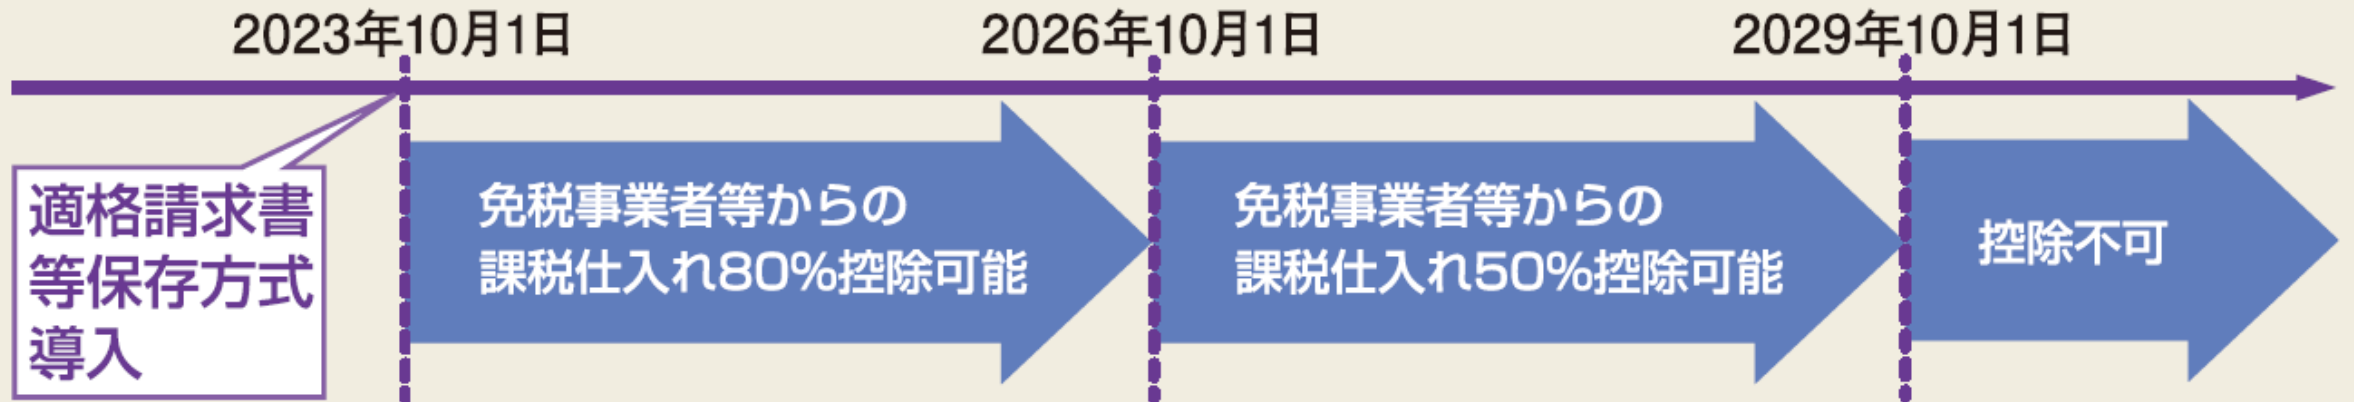 2023年10月1日
2026年10月1日
2029年10月1日
適格請求書
等保存方式
導入
免税事業者等からの
課税仕入れ80%控除可能
免税事業者等からの
課税仕入れ50%控除可能
控除不可